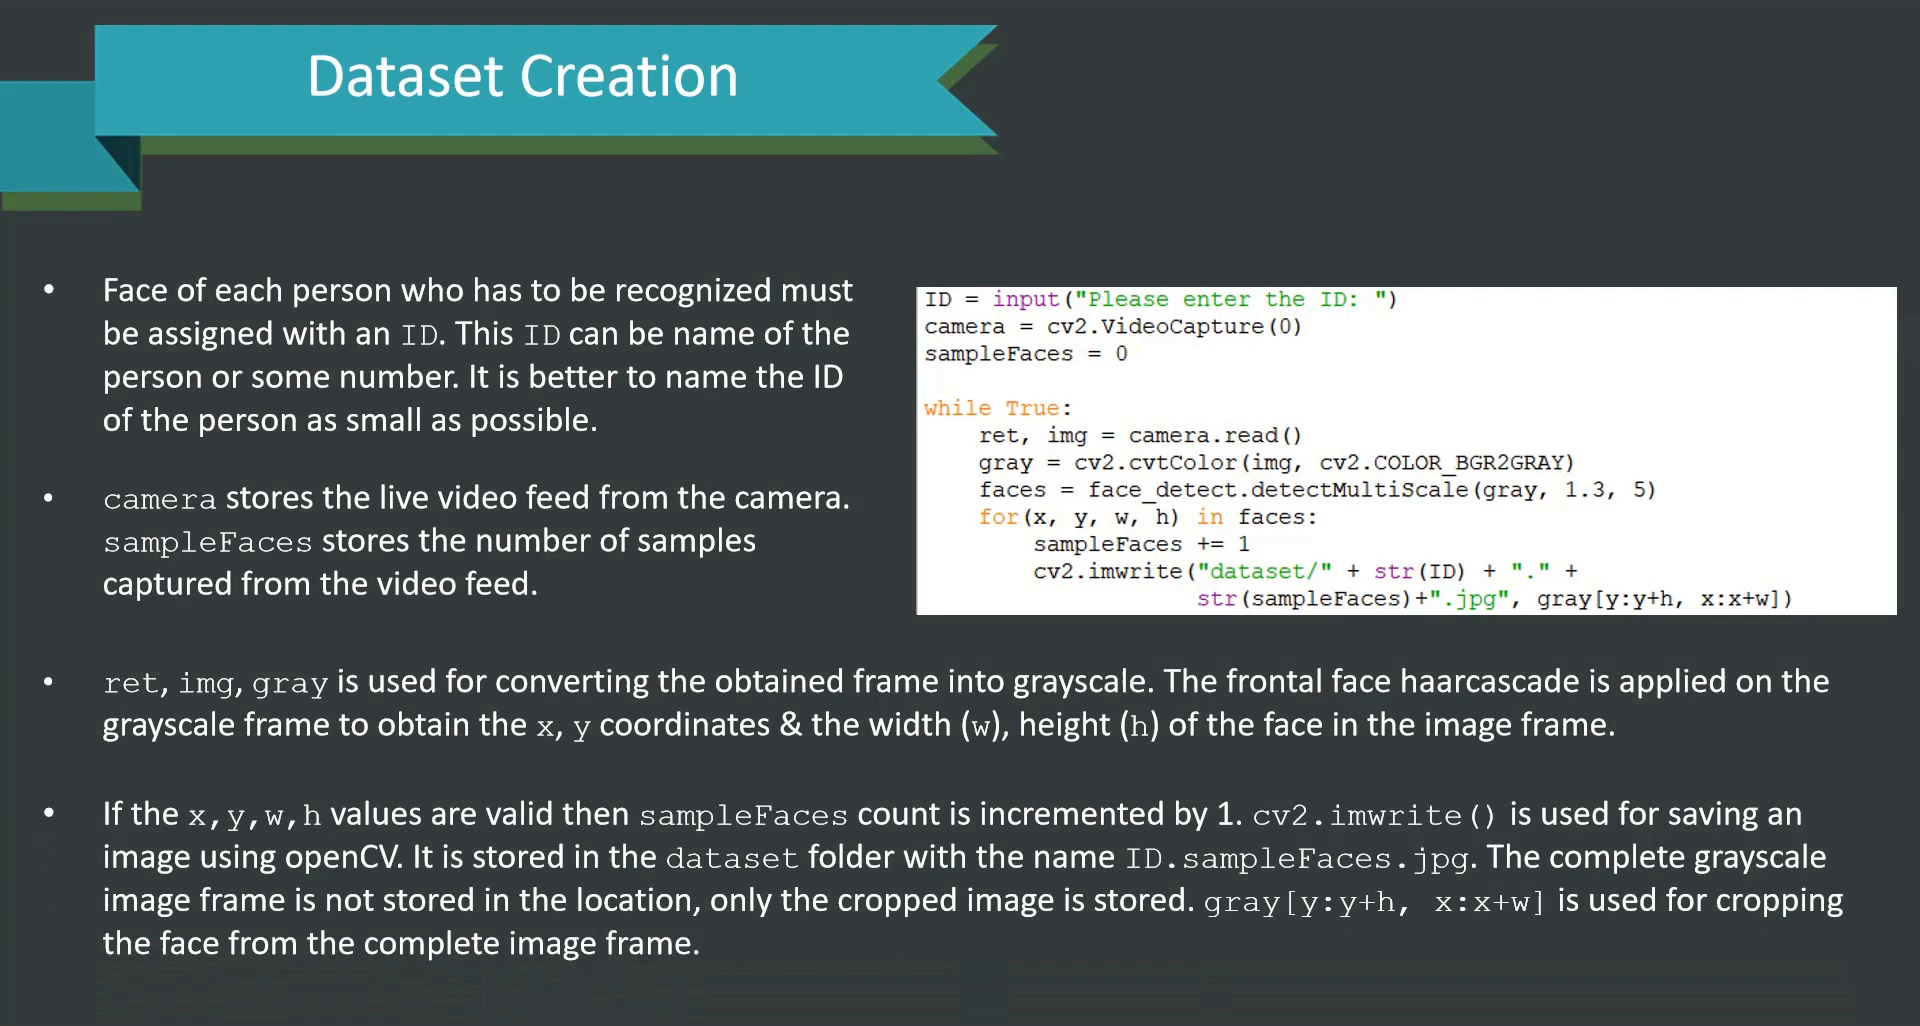 Dataset Creation
• Face of each person who has to be recognized must
be assigned with an ID. This ID can be name of the
person or some number. It is better to name the ID
of the person as small as possible.
• camera stores the live video feed from the camera.
sampleFaces stores the number of samples
captured from the video feed.
ID = input("Please enter the ID: ")
camera = cv2.VideoCapture(0)
sampleFaces = 0
while True:
    ret, img = camera.read()
    gray = cv2.cvtColor(img, cv2.COLOR_BGR2GRAY)
    faces = face_detect.detectMultiScale(gray, 1.3, 5)
    for(x, y, w, h) in faces:
        sampleFaces += 1
        cv2.imwrite("dataset/" + str(ID) + "." +
                    str(sampleFaces)+".jpg", gray[y:y+h, x:x+w])
• ret, img, gray is used for converting the obtained frame into grayscale. The frontal face haarcascade is applied on the
grayscale frame to obtain the x, y coordinates & the width (w), height (h) of the face in the image frame.
• If the x,y,w,h values are valid then sampleFaces count is incremented by 1. cv2.imwrite() is used for saving an
image using openCV. It is stored in the dataset folder with the name ID.sampleFaces.jpg. The complete grayscale
image frame is not stored in the location, only the cropped image is stored. gray[y:y+h, x:x+w] is used for cropping
the face from the complete image frame.